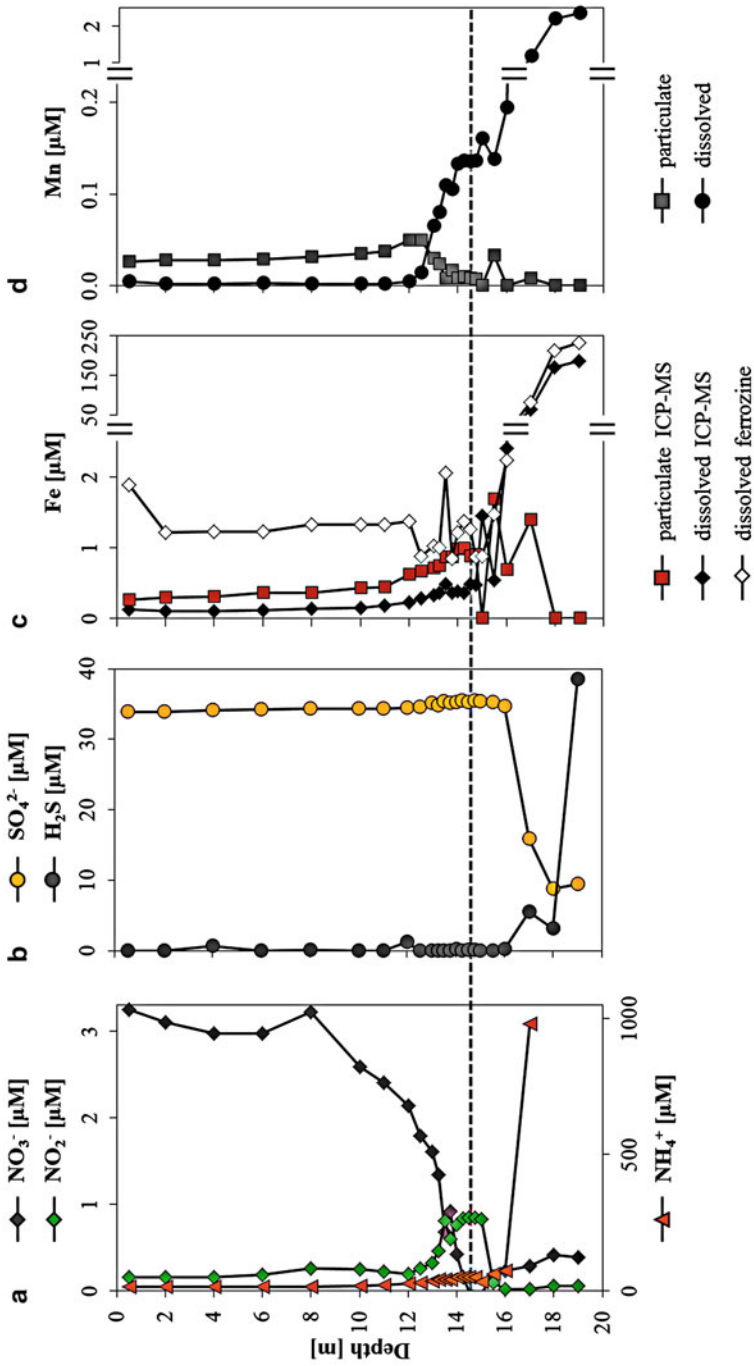 a
NO₃⁻ [µM]
NO₂⁻ [µM]
0 1 2 3
Depth [m]
0
2
4
6
8
10
12
14
16
18
20
0 500 1000
NH₄⁺ [µM]
b
SO₄²⁻ [µM]
H₂S [µM]
0 10 20 30 40
c
Fe [µM]
0 1 2 50 150 250
particulate ICP-MS
dissolved ICP-MS
dissolved ferrozine
d
Mn [µM]
0.0 0.1 0.2 1 2
particulate
dissolved